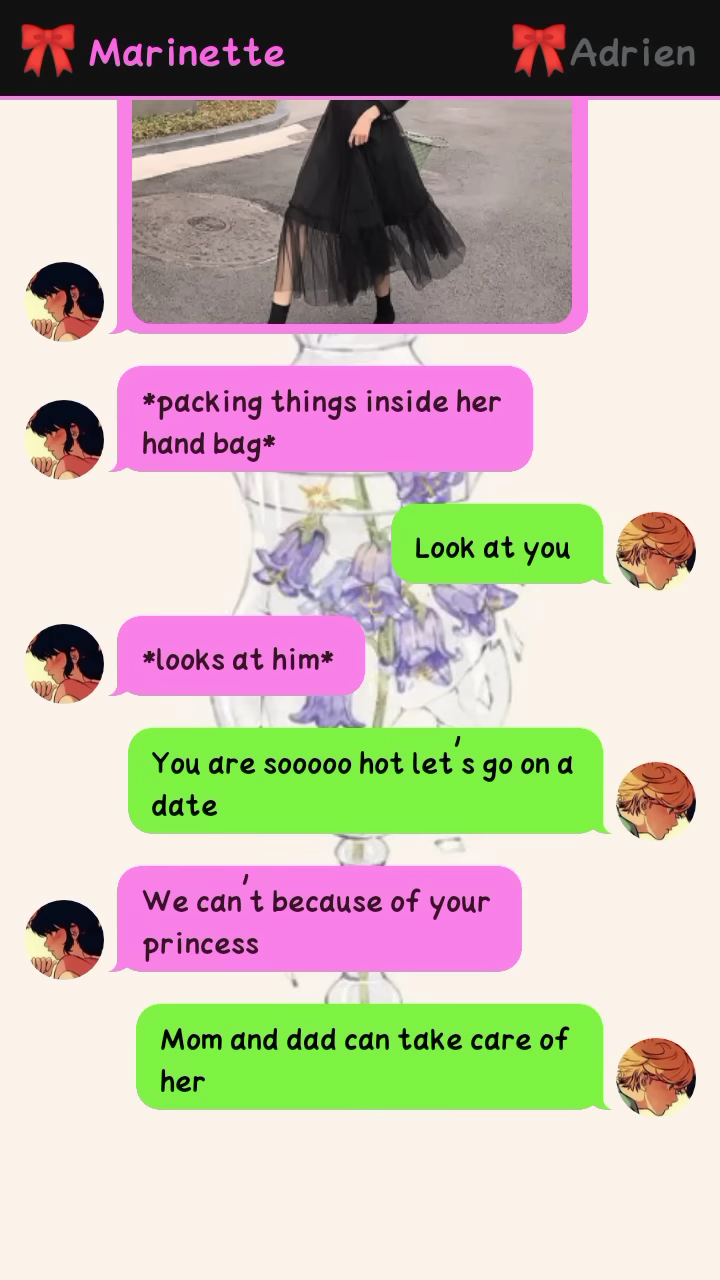 🎀 Marinette
🎀Adrien
*packing things inside her
hand bag*
Look at you
*looks at him*
You are sooooo hot let's go on a
date
We can't because of your
princess
Mom and dad can take care of
her